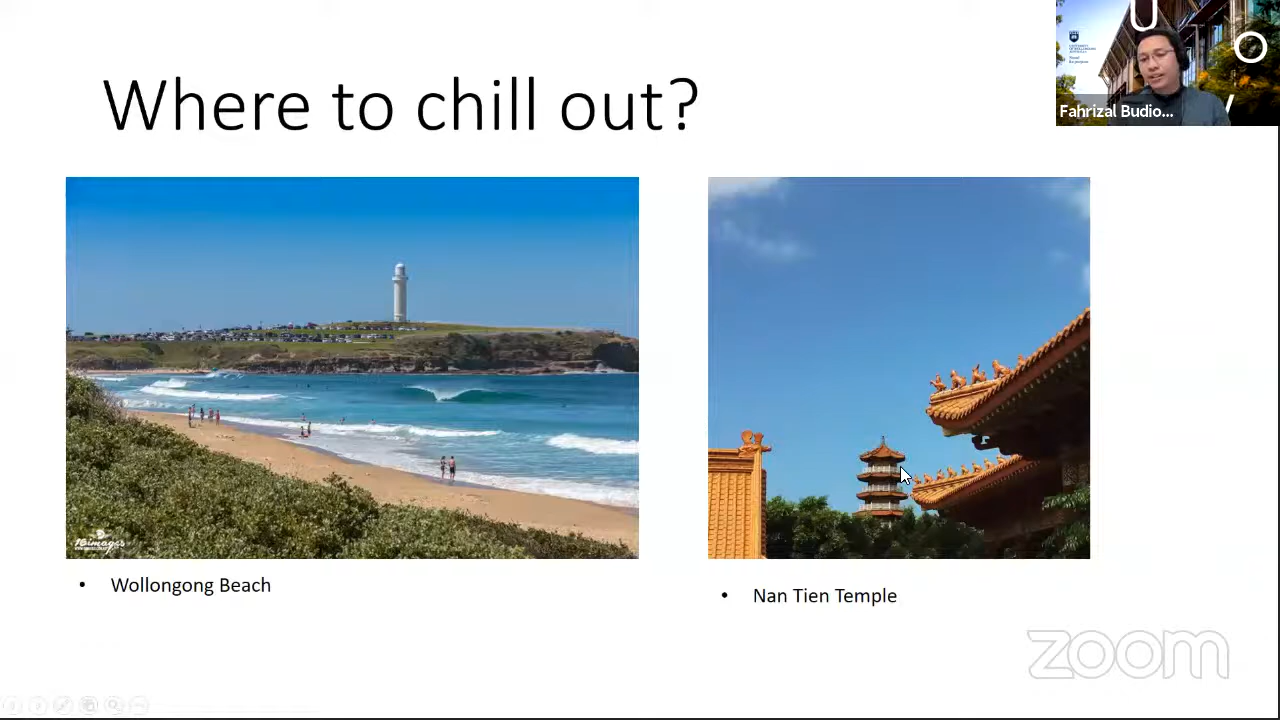 Where to chill out?
U
O
Fahrizal Budio...
• Wollongong Beach
• Nan Tien Temple
zoom